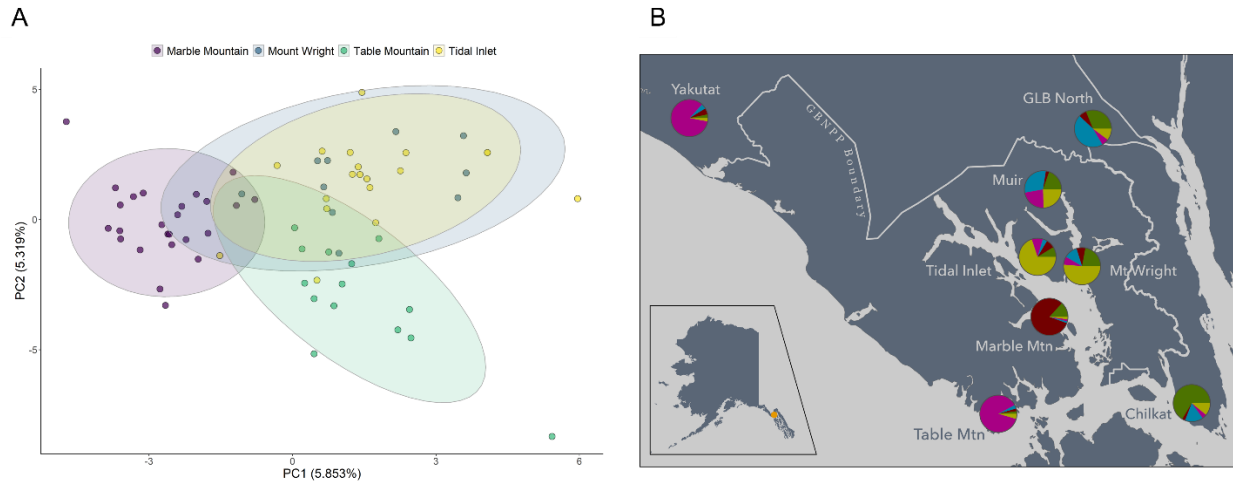 A
B
Marble Mountain Mount Wright Table Mountain Tidal Inlet
5
0
-5
-3 0 3 6
PC1 (5.853%)
PC2 (5.319%)
Yakutat
GBNPP Boundary
GLB North
Muir
Tidal Inlet
Mt Wright
Marble Mtn
Table Mtn
Chilkat